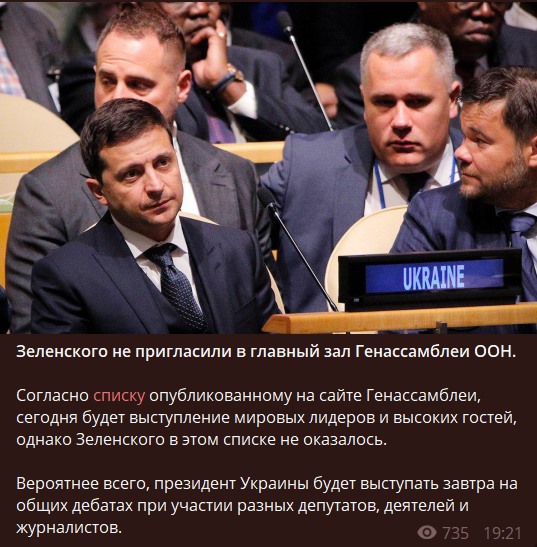 UKRAINE
Зеленского не пригласили в главный зал Генассамблеи ООН.
Согласно списку опубликованному на сайте Генассамблеи,
сегодня будет выступление мировых лидеров и высоких гостей,
однако Зеленского в этом списке не оказалось.
Вероятнее всего, президент Украины будет выступать завтра на
общих дебатах при участии разных депутатов, деятелей и
журналистов.
735 19:21